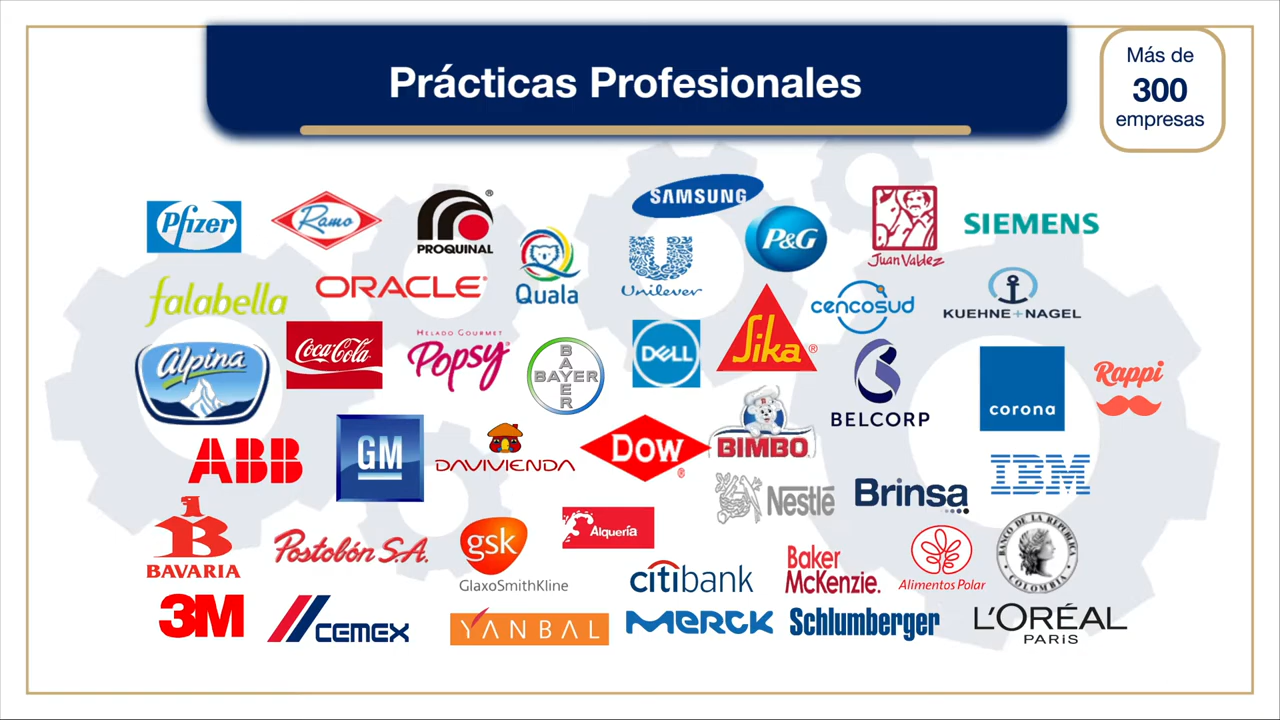 Prácticas Profesionales
Más de
300
empresas
Pfizer
Ramo
®
PROQUINAL
Quala
SAMSUNG
Unilever
P&G
Juan Valdez
SIEMENS
falabella
ORACLE®
cencosud
KUEHNE+NAGEL
Alpina
Coca-Cola
HELADO GOURMET
Popsy®
BAYER
BAYER
DELL
Sika®
BELCORP
corona
Rappi
ABB
GM
DAVIVIENDA
DOW®
BIMBO®
Nestlé
Brinsa
IBM
1
B
BAVARIA
Postobón S.A.
gsk
GlaxoSmithKline
Alquería
citibank
Baker
McKenzie.
Alimentos Polar
BANCO DE LA REPUBLICA
COLOMBIA
3M
CEMEX
YANBAL
MERCK
Schlumberger
L'ORÉAL
PARIS